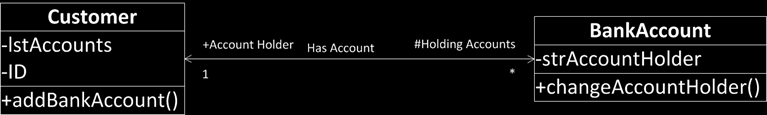 Customer
-lstAccounts
-ID
+addBankAccount()
+Account Holder
Has Account
#Holding Accounts
1
*
BankAccount
-strAccountHolder
+changeAccountHolder()